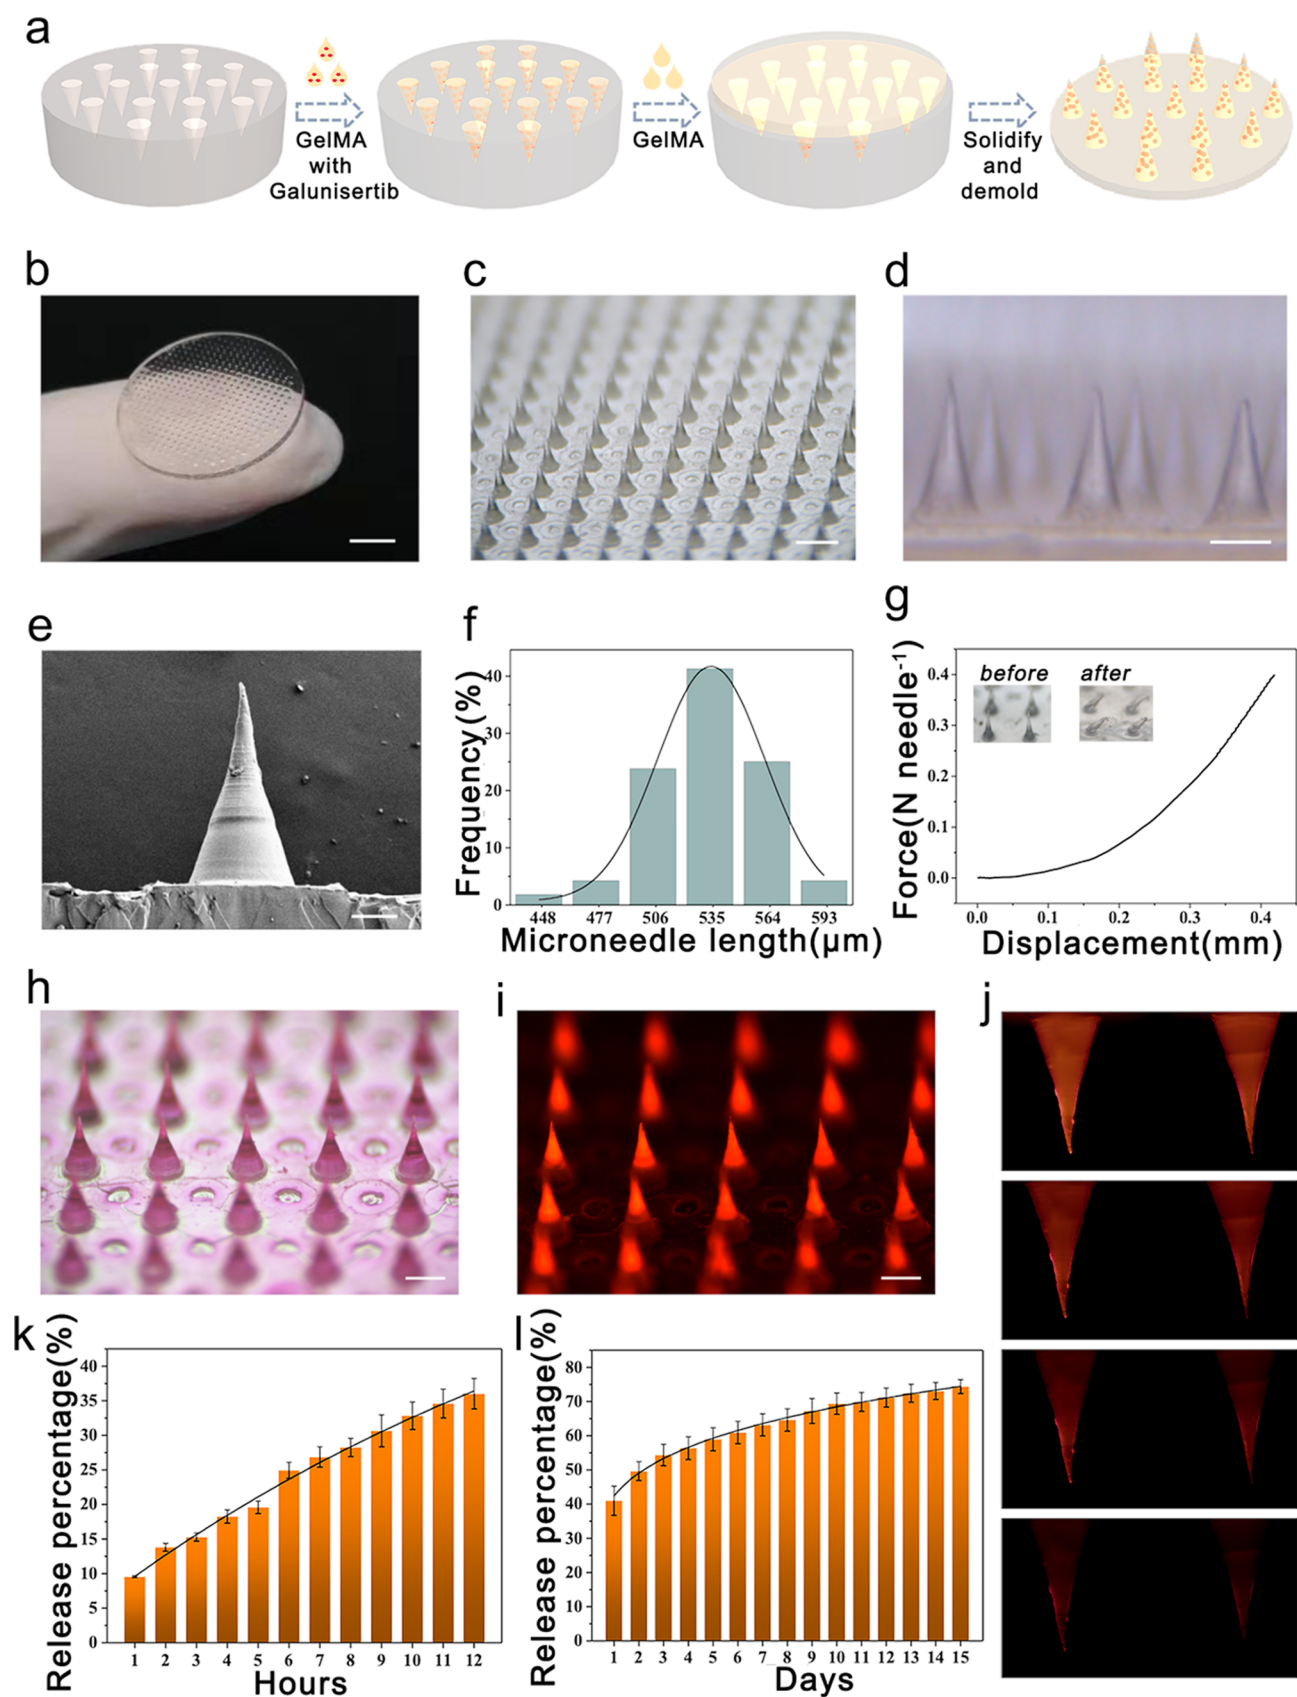 a
GelMA
with
Galunisertib
GelMA
Solidify
and
demold
b
c
d
e
f
Frequency(%)
40
30
20
10
0
448 477 506 535 564 593
Microneedle length(μm)
g
Force(N needle⁻¹)
before after
0.4
0.3
0.2
0.1
0.0
0.0 0.1 0.2 0.3 0.4
Displacement(mm)
h
i
j
k
Release percentage(%)
40
35
30
25
20
15
10
5
0
1 2 3 4 5 6 7 8 9 10 11 12
Hours
l
Release percentage(%)
80
70
60
50
40
30
20
10
0
1 2 3 4 5 6 7 8 9 10 11 12 13 14 15
Days